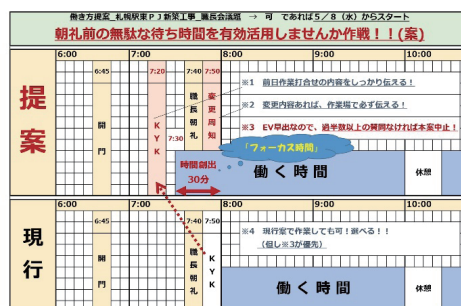 働き方提案_札幌駅東ＰＪ新築工事_職長会議題 → 可 であれば５／８（水）からスタート
朝礼前の無駄な待ち時間を有効活用しませんか作戦！！(案)
提案
6:00 7:00 8:00 9:00 10:00
6:45 7:20 7:40 7:50
開門
ＫＹＫ
7:30
職長朝礼
変更周知
※1 前日作業打合せの内容をしっかり伝える！
※2 変更内容あれば、作業場で必ず伝える！
※3 EV早出なので、過半数以上の賛同なければ本案中止！
「フォーカス時間」
時間創出
30分
働く時間
休憩
現行
6:00 7:00 8:00 9:00 10:00
6:45 7:40 7:50
開門
職長朝礼
ＫＹＫ
※4 現行案で作業しても可！選べる！！
（但し※3が優先）
働く時間
休憩